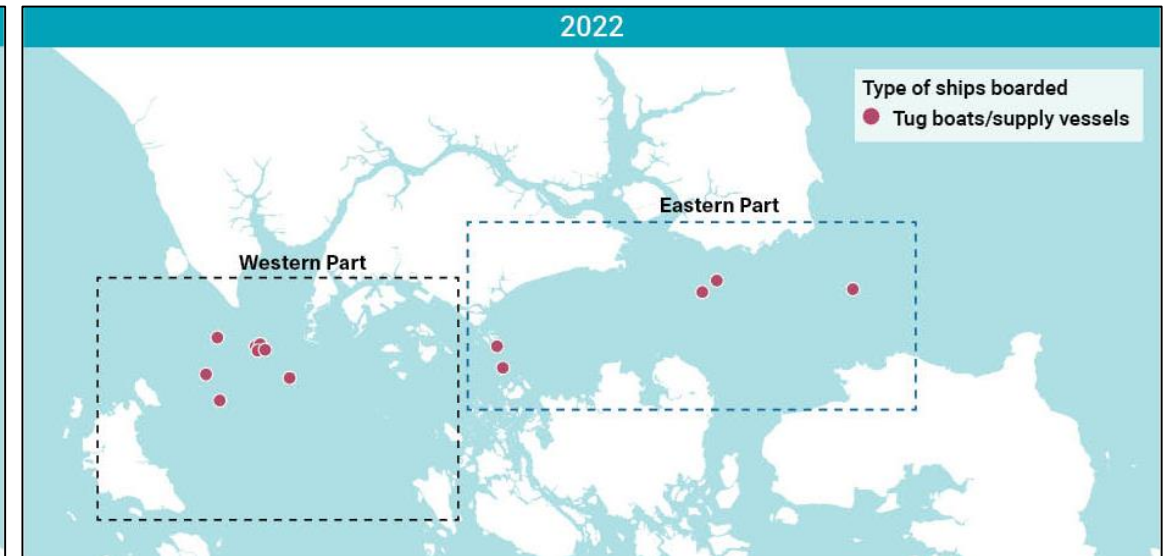 2022
Type of ships boarded
Tug boats/supply vessels
Eastern Part
Western Part